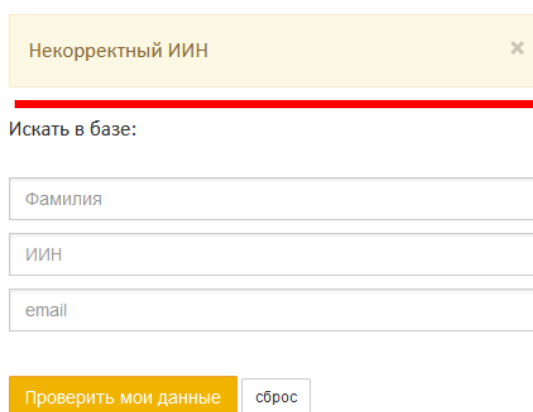 Некорректный ИИН
×
Искать в базе:
Фамилия
ИИН
email
Проверить мои данные сброс